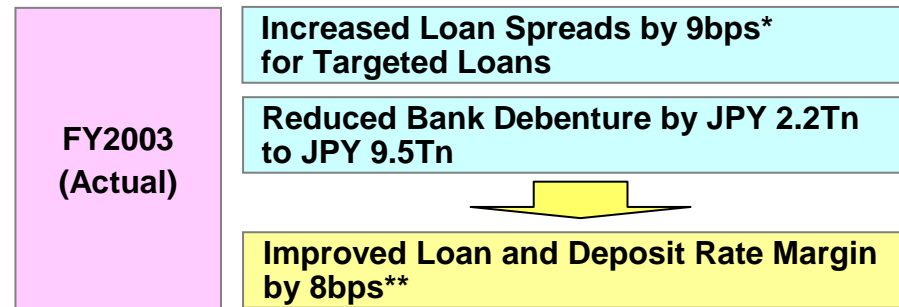 FY2003
(Actual)
Increased Loan Spreads by 9bps*
for Targeted Loans
Reduced Bank Debenture by JPY 2.2Tn
to JPY 9.5Tn
Improved Loan and Deposit Rate Margin
by 8bps**